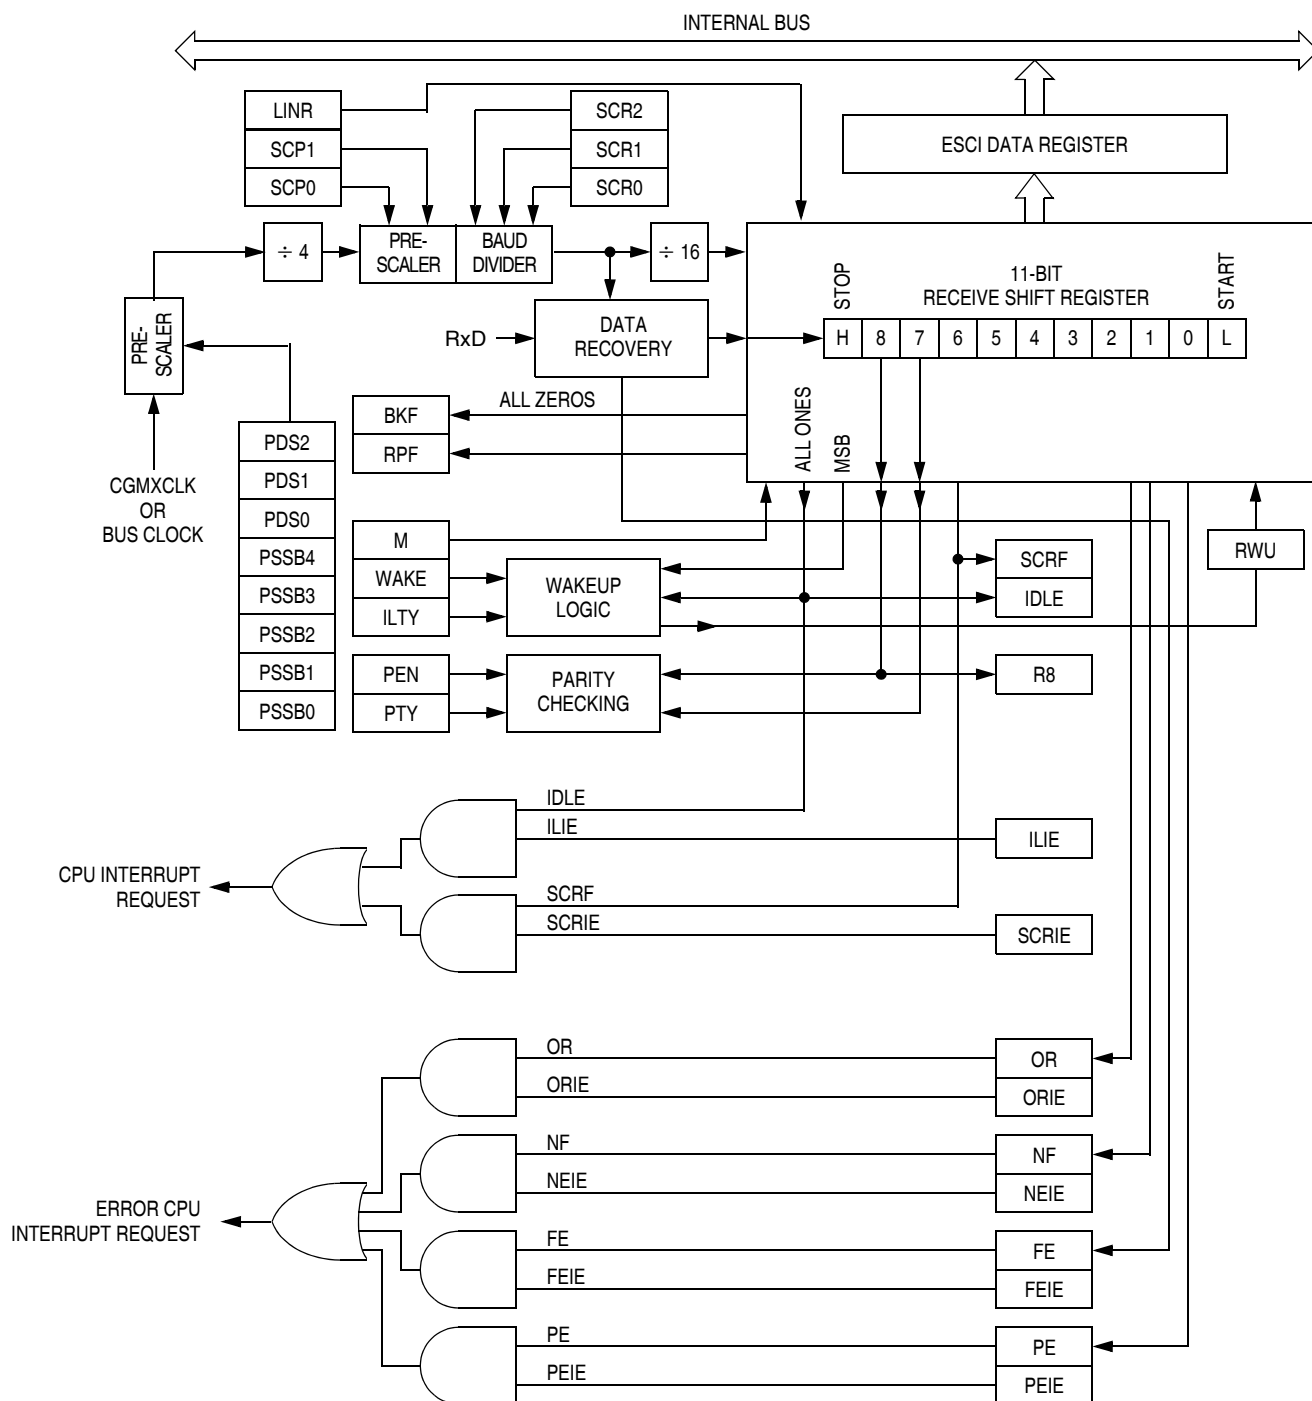 INTERNAL BUS
LINR
SCP1
SCP0
SCR2
SCR1
SCR0
ESCI DATA REGISTER
÷ 4
PRE-
SCALER
BAUD
DIVIDER
÷ 16
STOP
11-BIT
RECEIVE SHIFT REGISTER
START
PRE-
SCALER
RxD
DATA
RECOVERY
H 8 7 6 5 4 3 2 1 0 L
ALL ZEROS
BKF
RPF
ALL ONES
MSB
CGMXCLK
OR
BUS CLOCK
PDS2
PDS1
PDS0
PSSB4
PSSB3
PSSB2
PSSB1
PSSB0
M
WAKE
ILTY
WAKEUP
LOGIC
SCRF
IDLE
RWU
PEN
PTY
PARITY
CHECKING
R8
IDLE
ILIE
ILIE
CPU INTERRUPT
REQUEST
SCRF
SCRIE
SCRIE
OR
ORIE
OR
ORIE
NF
NEIE
NF
NEIE
ERROR CPU
INTERRUPT REQUEST
FE
FEIE
FE
FEIE
PE
PEIE
PE
PEIE